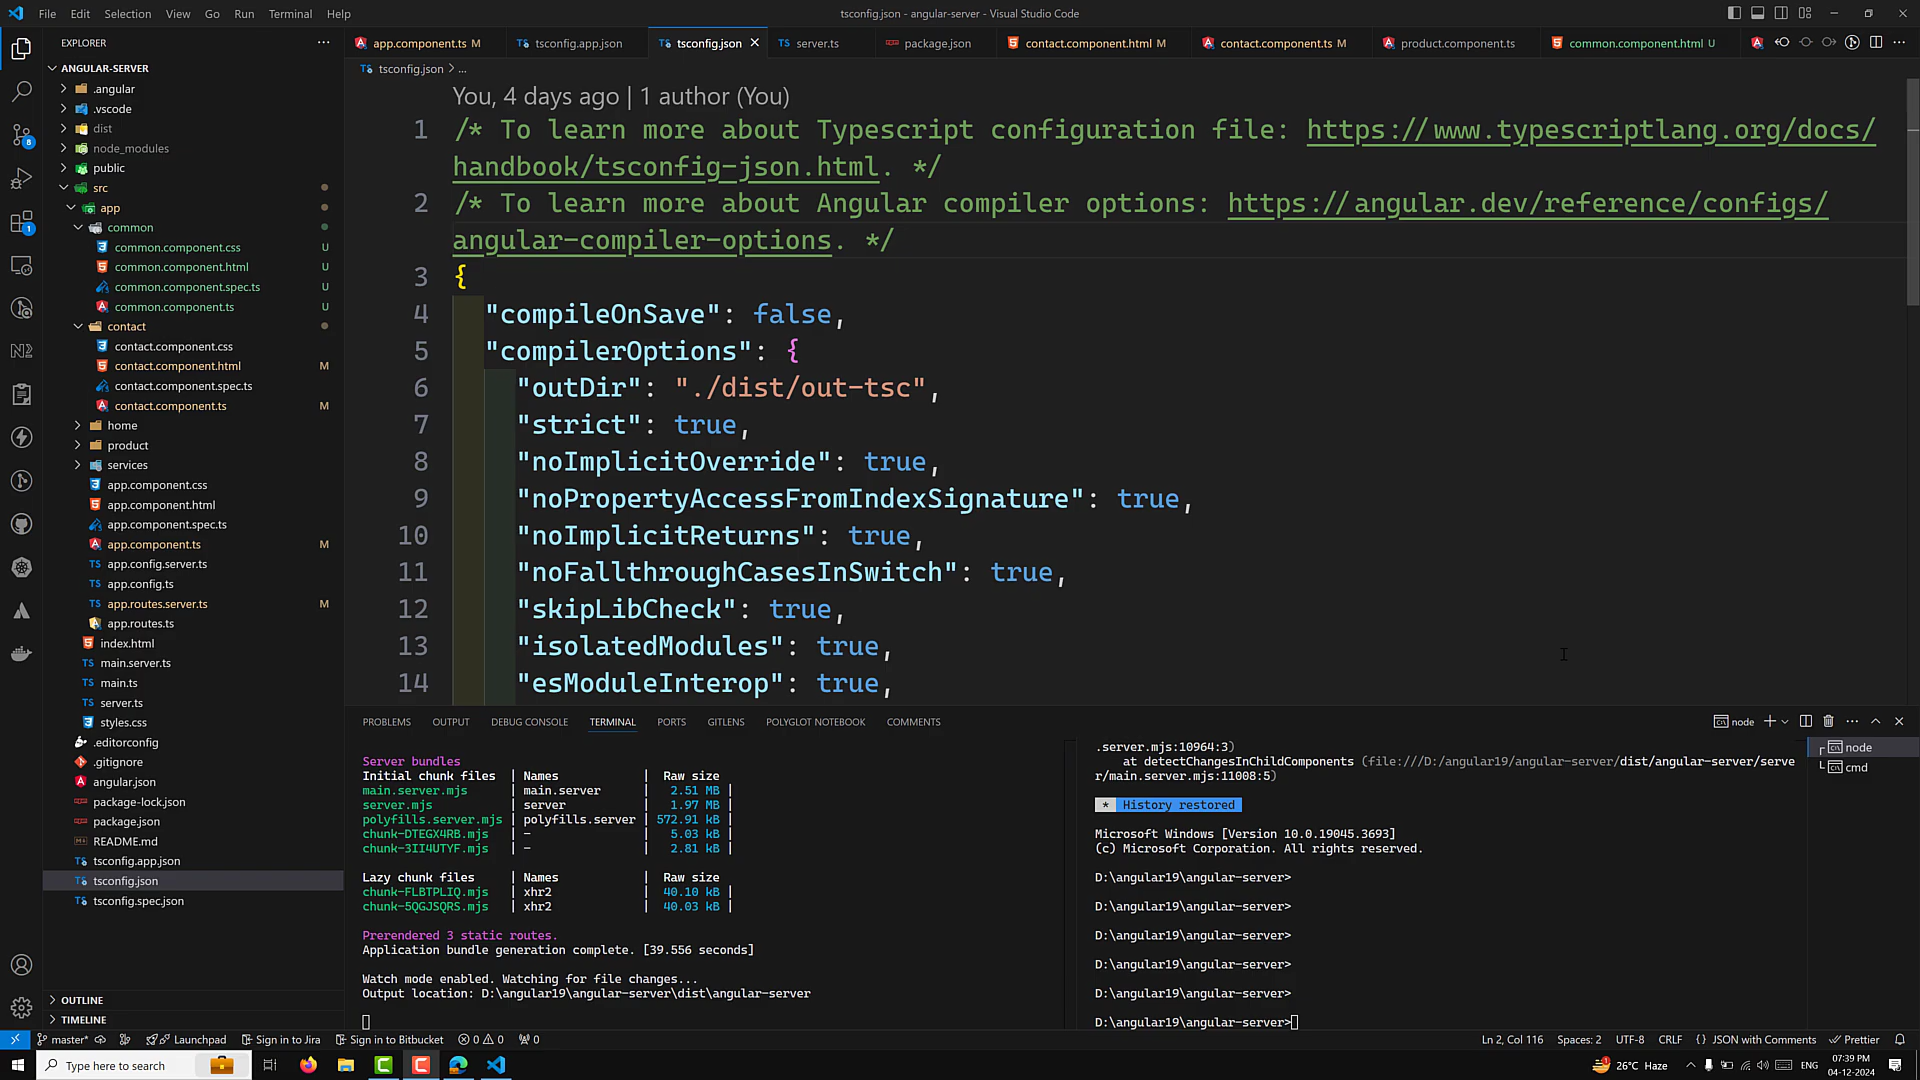 File Edit Selection View Go Run Terminal Help
tsconfig.json - angular-server - Visual Studio Code
EXPLORER
app.component.ts M
tsconfig.app.json
tsconfig.json
server.ts
package.json
contact.component.html M
contact.component.ts M
product.component.ts
common.component.html U
ANGULAR-SERVER
.angular
.vscode
dist
node_modules
public
src
app
common
common.component.css U
common.component.html U
common.component.spec.ts U
common.component.ts U
contact
contact.component.css
contact.component.html M
contact.component.spec.ts
contact.component.ts M
home
product
services
app.component.css
app.component.html
app.component.spec.ts
app.component.ts M
app.config.server.ts
app.config.ts
app.routes.server.ts M
app.routes.ts
index.html
main.server.ts
main.ts
server.ts
styles.css
.editorconfig
.gitignore
angular.json
package-lock.json
package.json
README.md
tsconfig.app.json
tsconfig.json
tsconfig.spec.json
OUTLINE
TIMELINE
8
1
tsconfig.json > ...
You, 4 days ago | 1 author (You)
1 /* To learn more about Typescript configuration file: https://www.typescriptlang.org/docs/
handbook/tsconfig-json.html. */
2 /* To learn more about Angular compiler options: https://angular.dev/reference/configs/
angular-compiler-options. */
3 {
4 "compileOnSave": false,
5 "compilerOptions": {
6 "outDir": "./dist/out-tsc",
7 "strict": true,
8 "noImplicitOverride": true,
9 "noPropertyAccessFromIndexSignature": true,
10 "noImplicitReturns": true,
11 "noFallthroughCasesInSwitch": true,
12 "skipLibCheck": true,
13 "isolatedModules": true,
14 "esModuleInterop": true,
PROBLEMS OUTPUT DEBUG CONSOLE TERMINAL PORTS GITLENS POLYGLOT NOTEBOOK COMMENTS
node
Server bundles
Initial chunk files | Names | Raw size
main.server.mjs | main.server | 2.51 MB |
server.mjs | server | 1.97 MB |
polyfills.server.mjs | polyfills.server | 572.91 kB |
chunk-DTEGX4RB.mjs | - | 5.03 kB |
chunk-3II4UTYF.mjs | - | 2.81 kB |
Lazy chunk files | Names | Raw size
chunk-FLBTPLIQ.mjs | xhr2 | 40.10 kB |
chunk-5QGJSQRS.mjs | xhr2 | 40.03 kB |
Prerendered 3 static routes.
Application bundle generation complete. [39.556 seconds]
Watch mode enabled. Watching for file changes...
Output location: D:\angular19\angular-server\dist\angular-server
.server.mjs:10964:3)
at detectChangesInChildComponents (file:///D:/angular19/angular-server/dist/angular-server/serve
r/main.server.mjs:11008:5)
* History restored
Microsoft Windows [Version 10.0.19045.3693]
(c) Microsoft Corporation. All rights reserved.
D:\angular19\angular-server>
D:\angular19\angular-server>
D:\angular19\angular-server>
D:\angular19\angular-server>
D:\angular19\angular-server>
D:\angular19\angular-server>
node
cmd
master* Launchpad Sign in to Jira Sign in to Bitbucket 0 0 0
Ln 2, Col 116 Spaces: 2 UTF-8 CRLF {} JSON with Comments Prettier
Type here to search
1 26°C Haze ENG
07:39 PM
04-12-2024